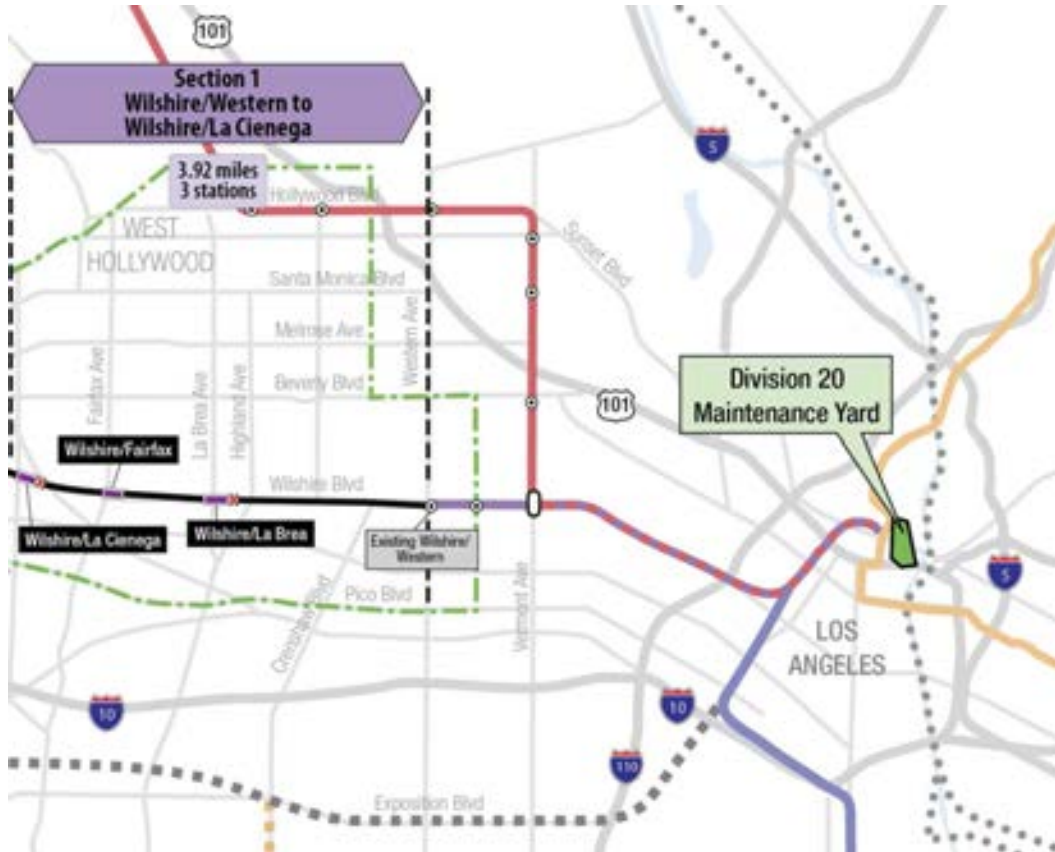 101
Section 1
Wilshire/Western to
Wilshire/La Cienega
3.92 miles
3 stations
5
Hollywood Blvd
WEST
HOLLYWOOD
Sunset Blvd
Santa Monica Blvd
Melrose Ave
Western Ave
Fairfax Ave
La Brea Ave
Highland Ave
Beverly Blvd
101
Division 20
Maintenance Yard
Wilshire/Fairfax
Wilshire Blvd
Wilshire/La Cienega
Wilshire/La Brea
Existing Wilshire/
Western
5
Pico Blvd
Crenshaw Blvd
Vermont Ave
LOS
ANGELES
10
10
110
Exposition Blvd